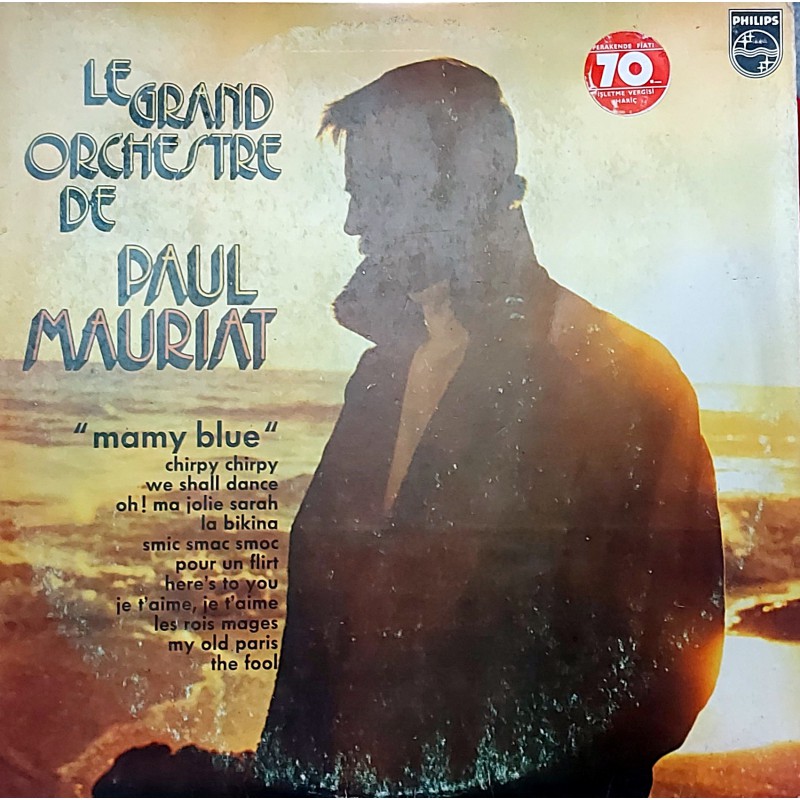 LE GRAND
ORCHESTRE
DE
PAUL
MAURIAT
"mamy blue"
chirpy chirpy
we shall dance
oh! ma jolie sarah
la bikina
smic smac smoc
pour un flirt
here's to you
je t'aime, je t'aime
les rois mages
my old paris
the fool
PERAKENDE FİATI
70.
İŞLETME VERGİSİ
HARİÇ
PHILIPS